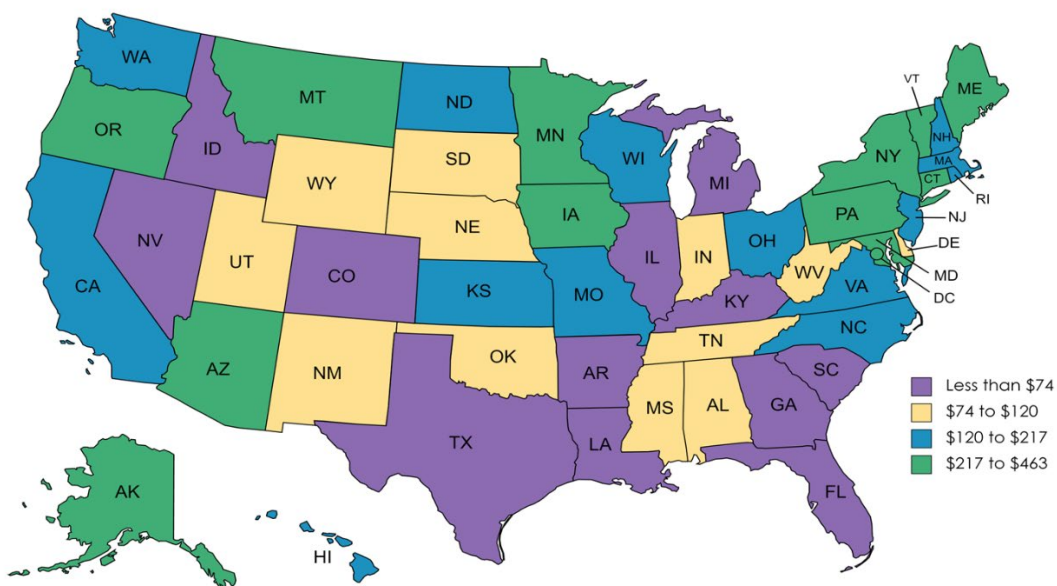 WA
MT
ND
MN
VT
ME
OR
ID
SD
WI
NH
NY
MA
WY
MI
CT
RI
IA
PA
NE
NJ
NV
UT
IL
IN
OH
DE
CO
WV
MD
CA
KS
MO
KY
VA
DC
NC
TN
AZ
NM
OK
AR
SC
MS
AL
GA
TX
LA
FL
AK
HI
Less than $74
$74 to $120
$120 to $217
$217 to $463